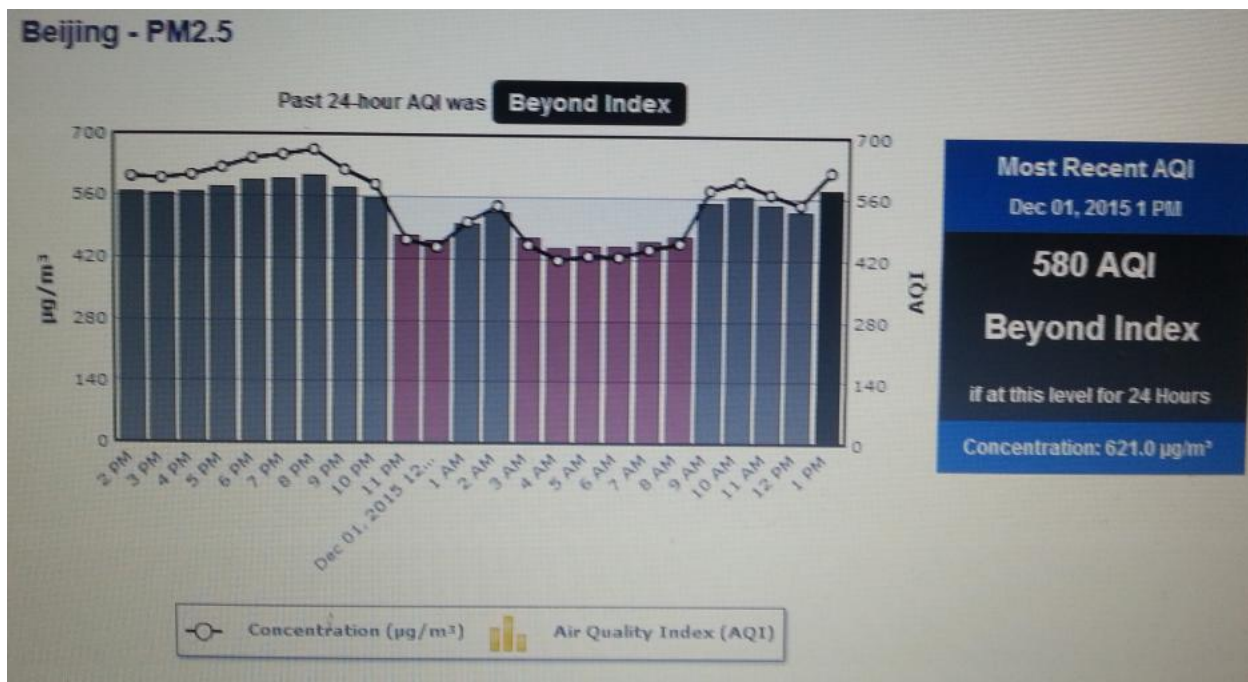 Beijing - PM2.5
Past 24-hour AQI was Beyond Index
700
560
420
280
140
0
µg/m³
700
560
420
280
140
0
AQI
2 PM
3 PM
4 PM
5 PM
6 PM
7 PM
8 PM
9 PM
10 PM
11 PM
Dec 01, 2015 12...
1 AM
2 AM
3 AM
4 AM
5 AM
6 AM
7 AM
8 AM
9 AM
10 AM
11 AM
12 PM
1 PM
Concentration (µg/m³)
Air Quality Index (AQI)
Most Recent AQI
Dec 01, 2015 1 PM
580 AQI
Beyond Index
if at this level for 24 Hours
Concentration: 621.0 µg/m³